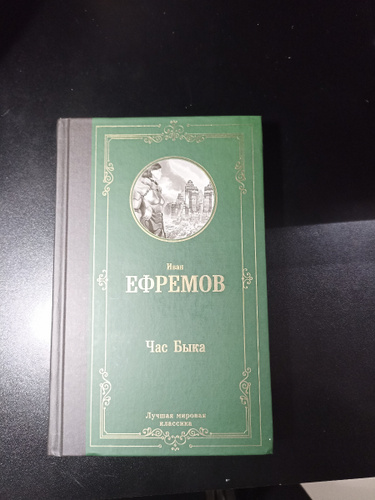 Иван
ЕФРЕМОВ
Час Быка
Лучшая мировая
классика